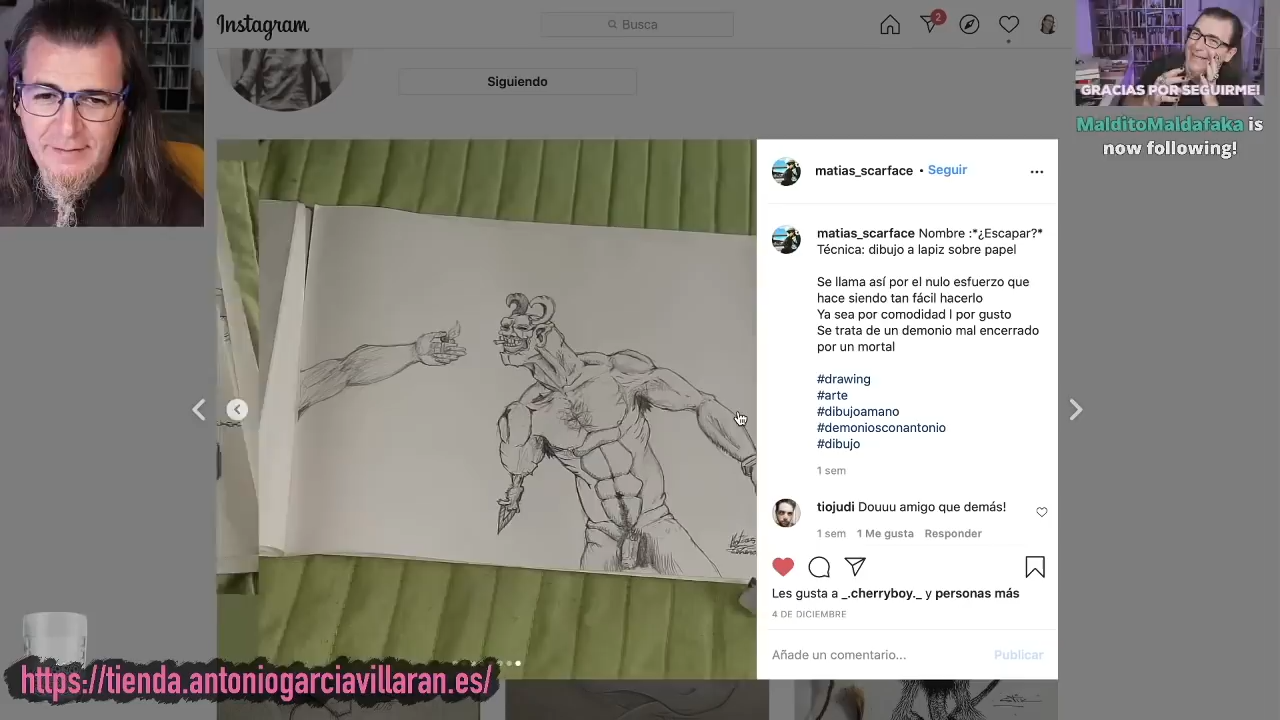 Instagram
Busca
2
Siguiendo
GRACIAS POR SEGUIRME!
MalditoMaldafaka is
now following!
matias_scarface • Seguir
matias_scarface Nombre :*¿Escapar?*
Técnica: dibujo a lapiz sobre papel
Se llama así por el nulo esfuerzo que
hace siendo tan fácil hacerlo
Ya sea por comodidad l por gusto
Se trata de un demonio mal encerrado
por un mortal
#drawing
#arte
#dibujoamano
#demoniosconantonio
#dibujo
1 sem
tiojudi Douuu amigo que demás!
1 sem 1 Me gusta Responder
Les gusta a _.cherryboy._ y personas más
4 DE DICIEMBRE
Añade un comentario... Publicar
https://tienda.antoniogarciavillaran.es/